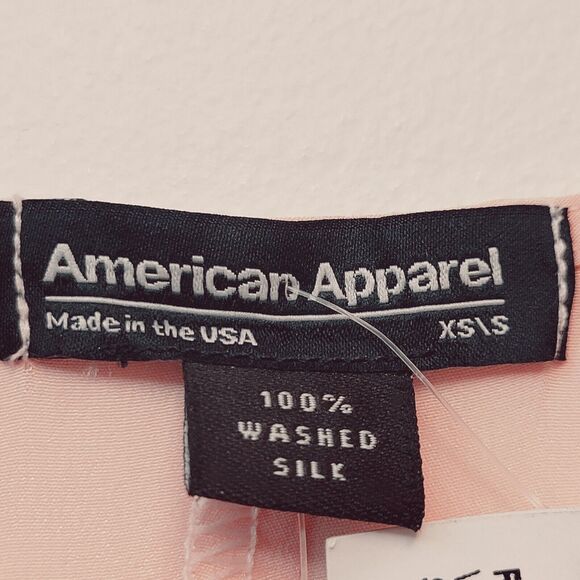 American Apparel
Made in the USA XS\S
100%
WASHED
SILK